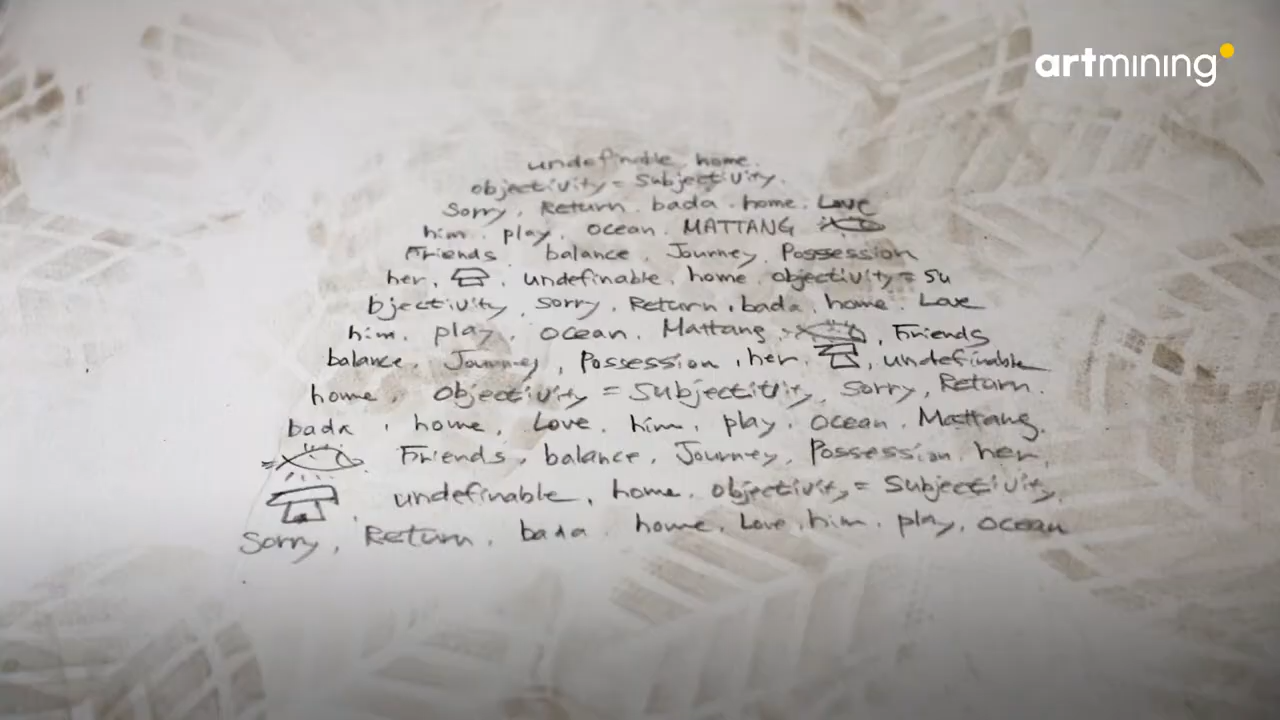 artmining
undefinable, home.
objectivity = Subjectivity.
Sorry, Return. bada. home. Love
him. play. ocean. MATTANG
Friends. balance. Journey. Possession
her. undefinable, home objectivity = Su
bjectivity, Sorry, Return, bada, home. Love
him. play, ocean. Mattang, Friends
balance, Journey, Possession, her, undefinable
home, Objectivity = Subjectitity, Sorry, Return.
bada, home, Love, him, play, ocean. Mattang.
Friends, balance, Journey, Possession, her,
undefinable, home. objectivity = Subjectivity,
Sorry, Return, bada. home, Love, him. play, ocean